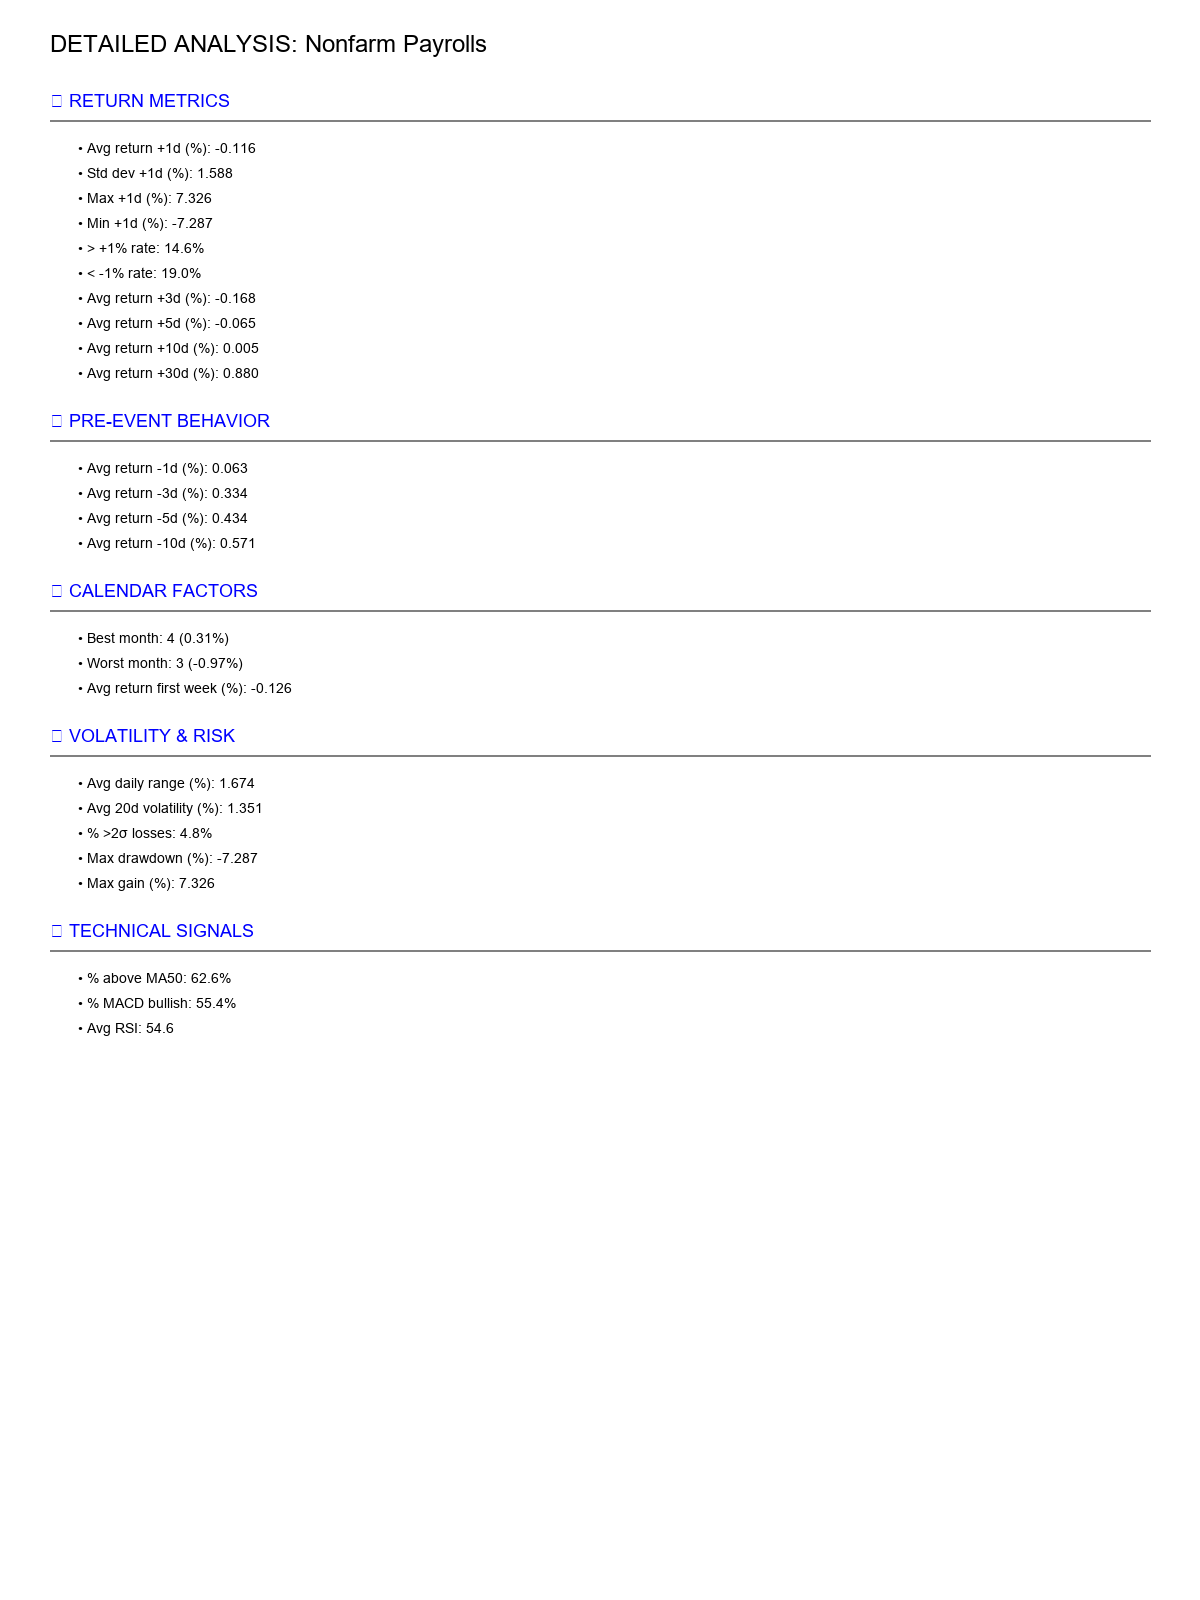 DETAILED ANALYSIS: Nonfarm Payrolls
RETURN METRICS
• Avg return +1d (%): -0.116
• Std dev +1d (%): 1.588
• Max +1d (%): 7.326
• Min +1d (%): -7.287
• > +1% rate: 14.6%
• < -1% rate: 19.0%
• Avg return +3d (%): -0.168
• Avg return +5d (%): -0.065
• Avg return +10d (%): 0.005
• Avg return +30d (%): 0.880
PRE-EVENT BEHAVIOR
• Avg return -1d (%): 0.063
• Avg return -3d (%): 0.334
• Avg return -5d (%): 0.434
• Avg return -10d (%): 0.571
CALENDAR FACTORS
• Best month: 4 (0.31%)
• Worst month: 3 (-0.97%)
• Avg return first week (%): -0.126
VOLATILITY & RISK
• Avg daily range (%): 1.674
• Avg 20d volatility (%): 1.351
• % >2σ losses: 4.8%
• Max drawdown (%): -7.287
• Max gain (%): 7.326
TECHNICAL SIGNALS
• % above MA50: 62.6%
• % MACD bullish: 55.4%
• Avg RSI: 54.6